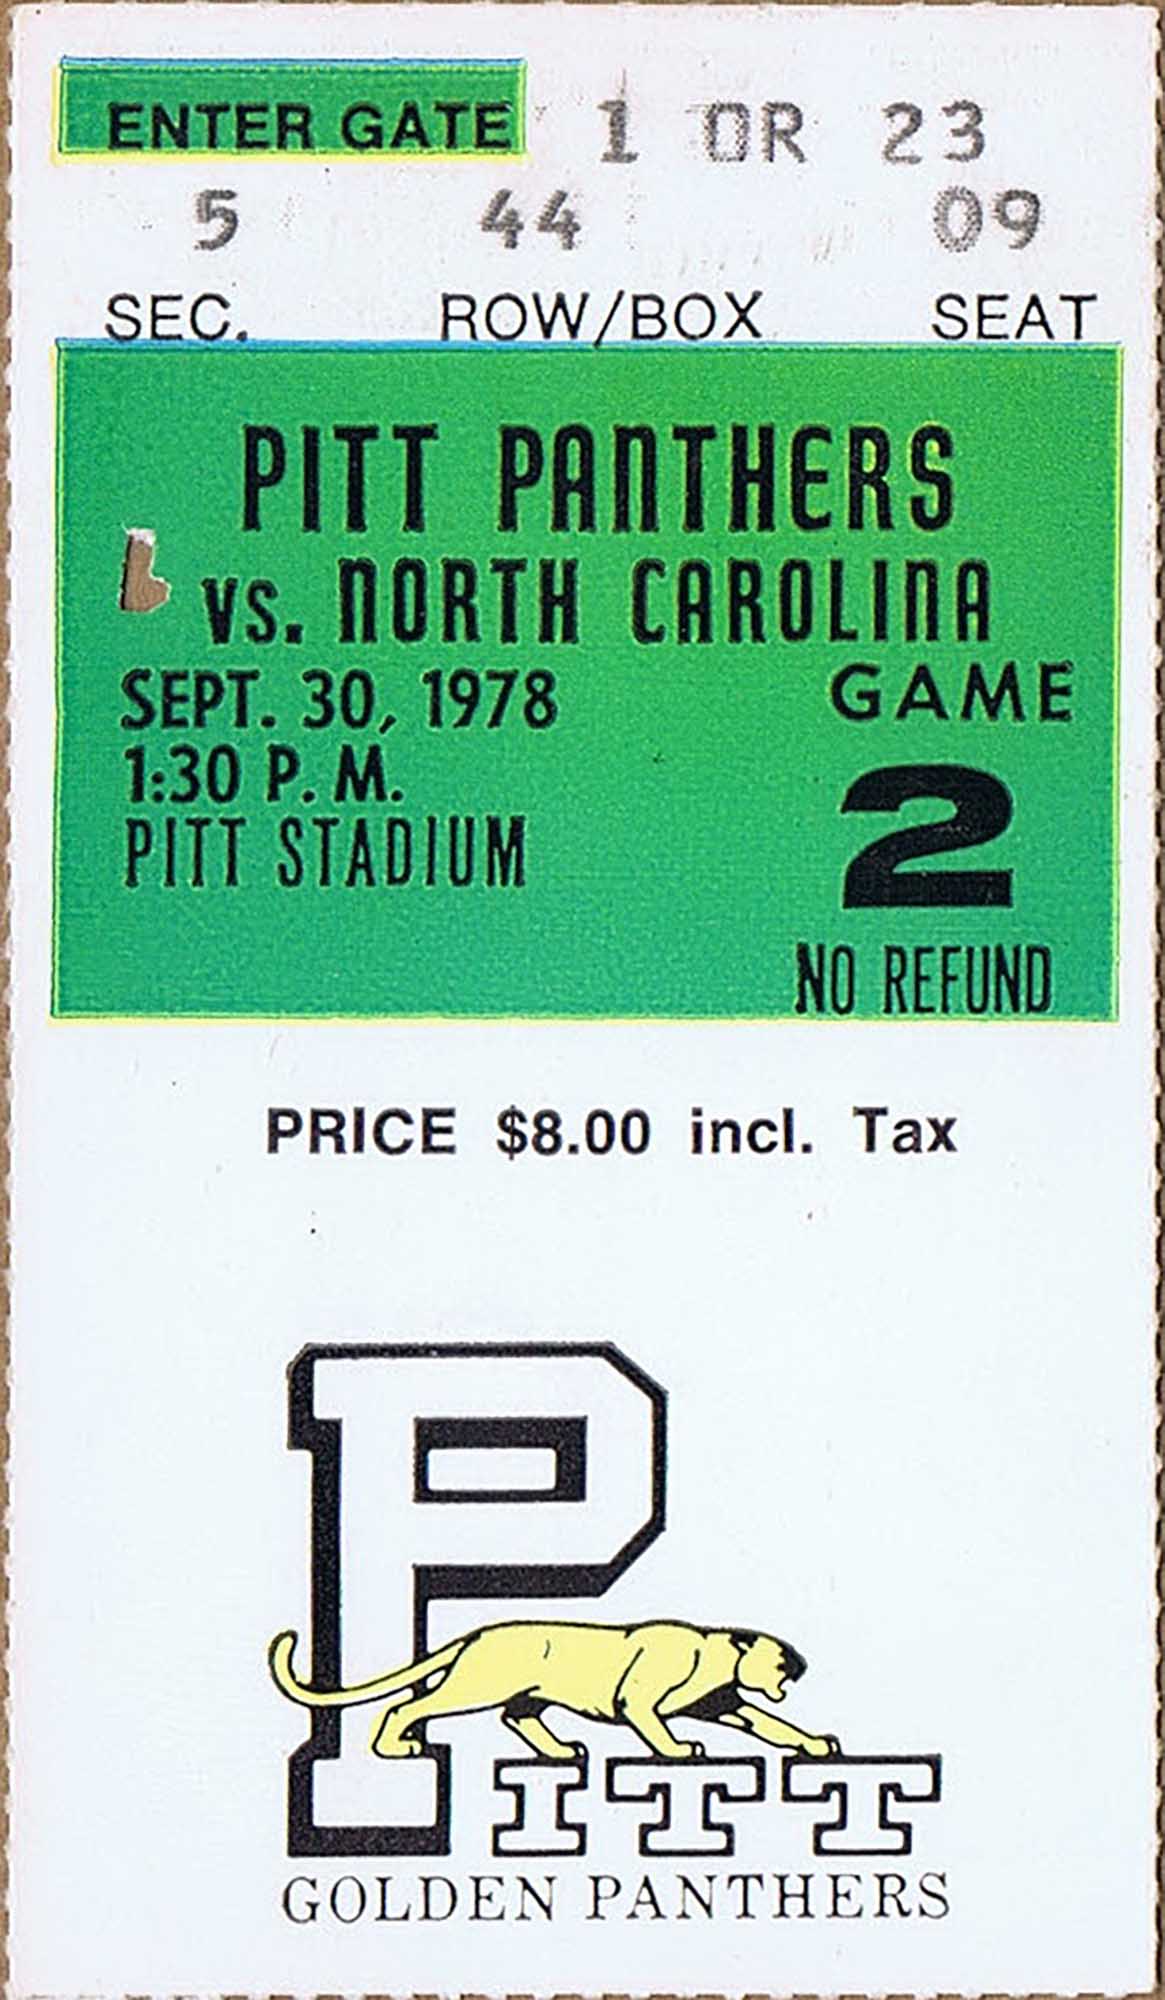 ENTER GATE 1 OR 23
5 44 09
SEC. ROW/BOX SEAT
PITT PANTHERS
vs. NORTH CAROLINA
SEPT. 30, 1978 GAME
1:30 P. M. 2
PITT STADIUM
NO REFUND
PRICE $8.00 incl. Tax
PITT
GOLDEN PANTHERS